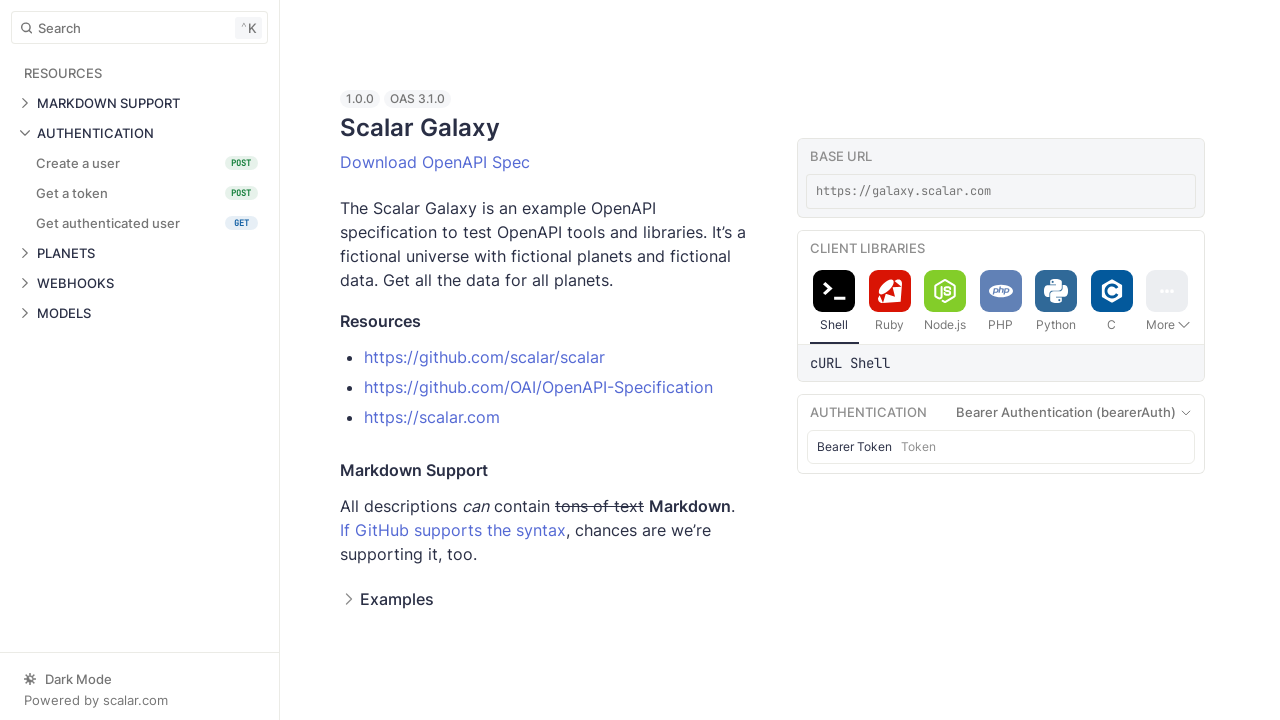 Search
⌃K
RESOURCES
MARKDOWN SUPPORT
AUTHENTICATION
Create a user POST
Get a token POST
Get authenticated user GET
PLANETS
WEBHOOKS
MODELS
Dark Mode
Powered by scalar.com
1.0.0 OAS 3.1.0
Scalar Galaxy
Download OpenAPI Spec
The Scalar Galaxy is an example OpenAPI
specification to test OpenAPI tools and libraries. It’s a
fictional universe with fictional planets and fictional
data. Get all the data for all planets.
Resources
https://github.com/scalar/scalar
https://github.com/OAI/OpenAPI-Specification
https://scalar.com
Markdown Support
All descriptions can contain tons of text Markdown.
If GitHub supports the syntax, chances are we’re
supporting it, too.
Examples
BASE URL
https://galaxy.scalar.com
CLIENT LIBRARIES
JS php C
Shell Ruby Node.js PHP Python C More
cURL Shell
AUTHENTICATION Bearer Authentication (bearerAuth)
Bearer Token Token